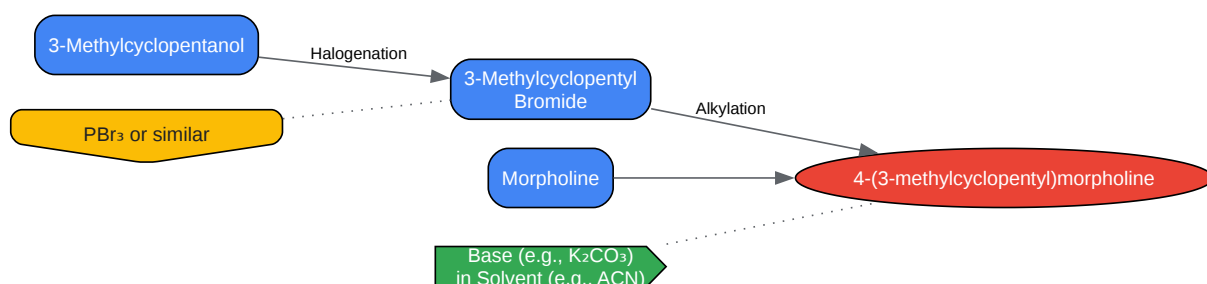 3-Methylcyclopentanol
Halogenation
3-Methylcyclopentyl
Bromide
PBr₃ or similar
Alkylation
Morpholine
4-(3-methylcyclopentyl)morpholine
Base (e.g., K₂CO₃)
in Solvent (e.g., ACN)